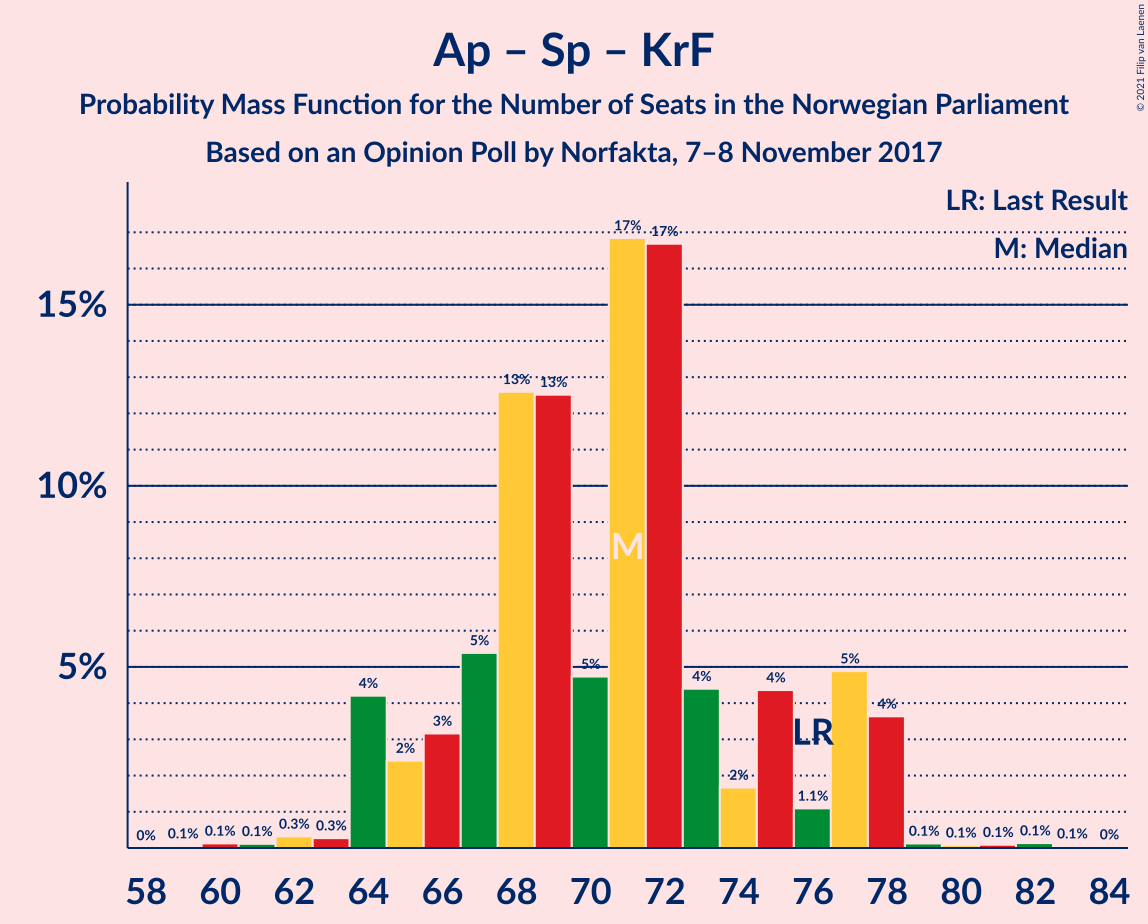 Ap – Sp – KrF
Probability Mass Function for the Number of Seats in the Norwegian Parliament
Based on an Opinion Poll by Norfakta, 7–8 November 2017
© 2021 Filip van Laenen
LR: Last Result
M: Median
15%
10%
5%
0% 0.1% 0.1% 0.1% 0.3% 0.3% 4% 2% 3% 5% 13% 13% 5% 17% 17% 4% 2% 4% 1.1% 5% 4% 0.1% 0.1% 0.1% 0.1% 0.1% 0%
M
LR
58 60 62 64 66 68 70 72 74 76 78 80 82 84